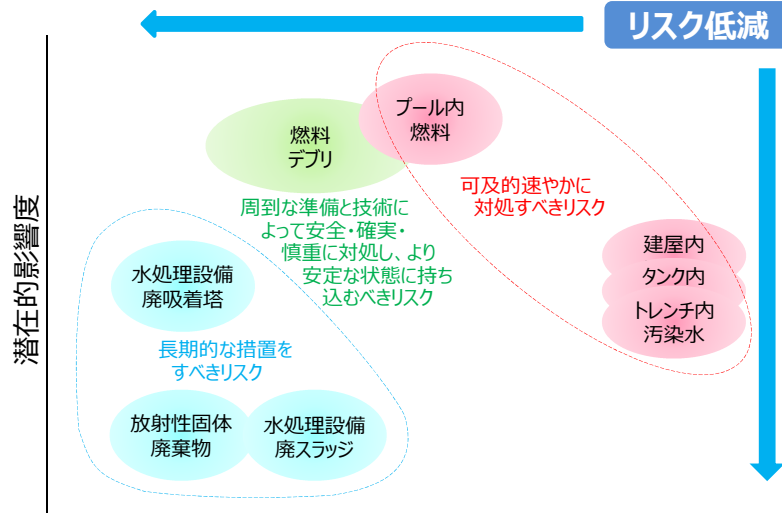 リスク低減
潜在的影響度
プール内
燃料
燃料
デブリ
可及的速やかに
対処すべきリスク
周到な準備と技術に
よって安全・確実・
慎重に対処し、より
安定な状態に持ち
込むべきリスク
建屋内
タンク内
トレンチ内
汚染水
水処理設備
廃吸着塔
長期的な措置を
すべきリスク
放射性固体
廃棄物
水処理設備
廃スラッジ